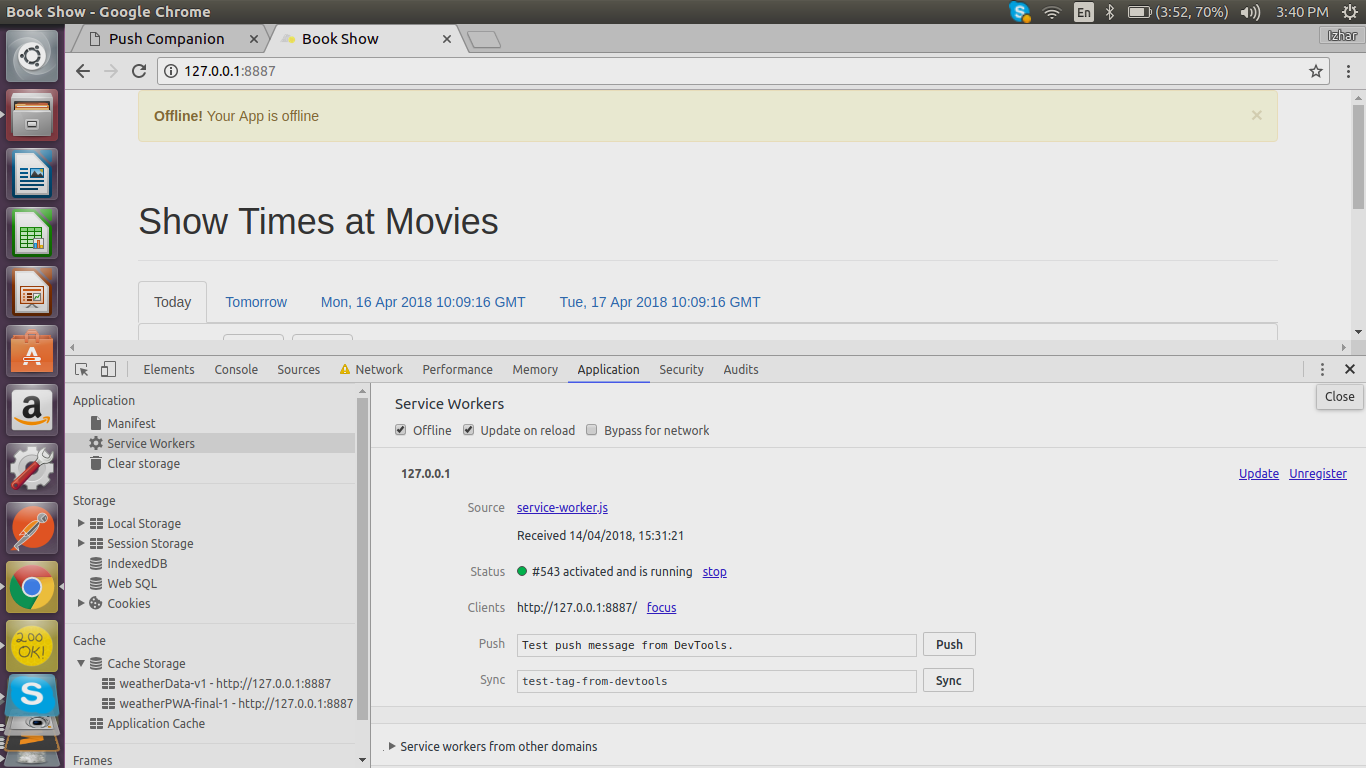 Book Show - Google Chrome
En
(3:52, 70%)
3:40 PM
Push Companion
Book Show
Izhar
127.0.0.1:8887
Offline! Your App is offline
×
Show Times at Movies
Today
Tomorrow
Mon, 16 Apr 2018 10:09:16 GMT
Tue, 17 Apr 2018 10:09:16 GMT
Elements
Console
Sources
Network
Performance
Memory
Application
Security
Audits
Close
Application
Manifest
Service Workers
Clear storage
Storage
Local Storage
Session Storage
IndexedDB
Web SQL
Cookies
Cache
Cache Storage
weatherData-v1 - http://127.0.0.1:8887
weatherPWA-final-1 - http://127.0.0.1:8887
Application Cache
Frames
Service Workers
Offline
Update on reload
Bypass for network
127.0.0.1
Update
Unregister
Source
service-worker.js
Received 14/04/2018, 15:31:21
Status
#543 activated and is running
stop
Clients
http://127.0.0.1:8887/
focus
Push
Test push message from DevTools.
Push
Sync
test-tag-from-devtools
Sync
Service workers from other domains
200
OK!